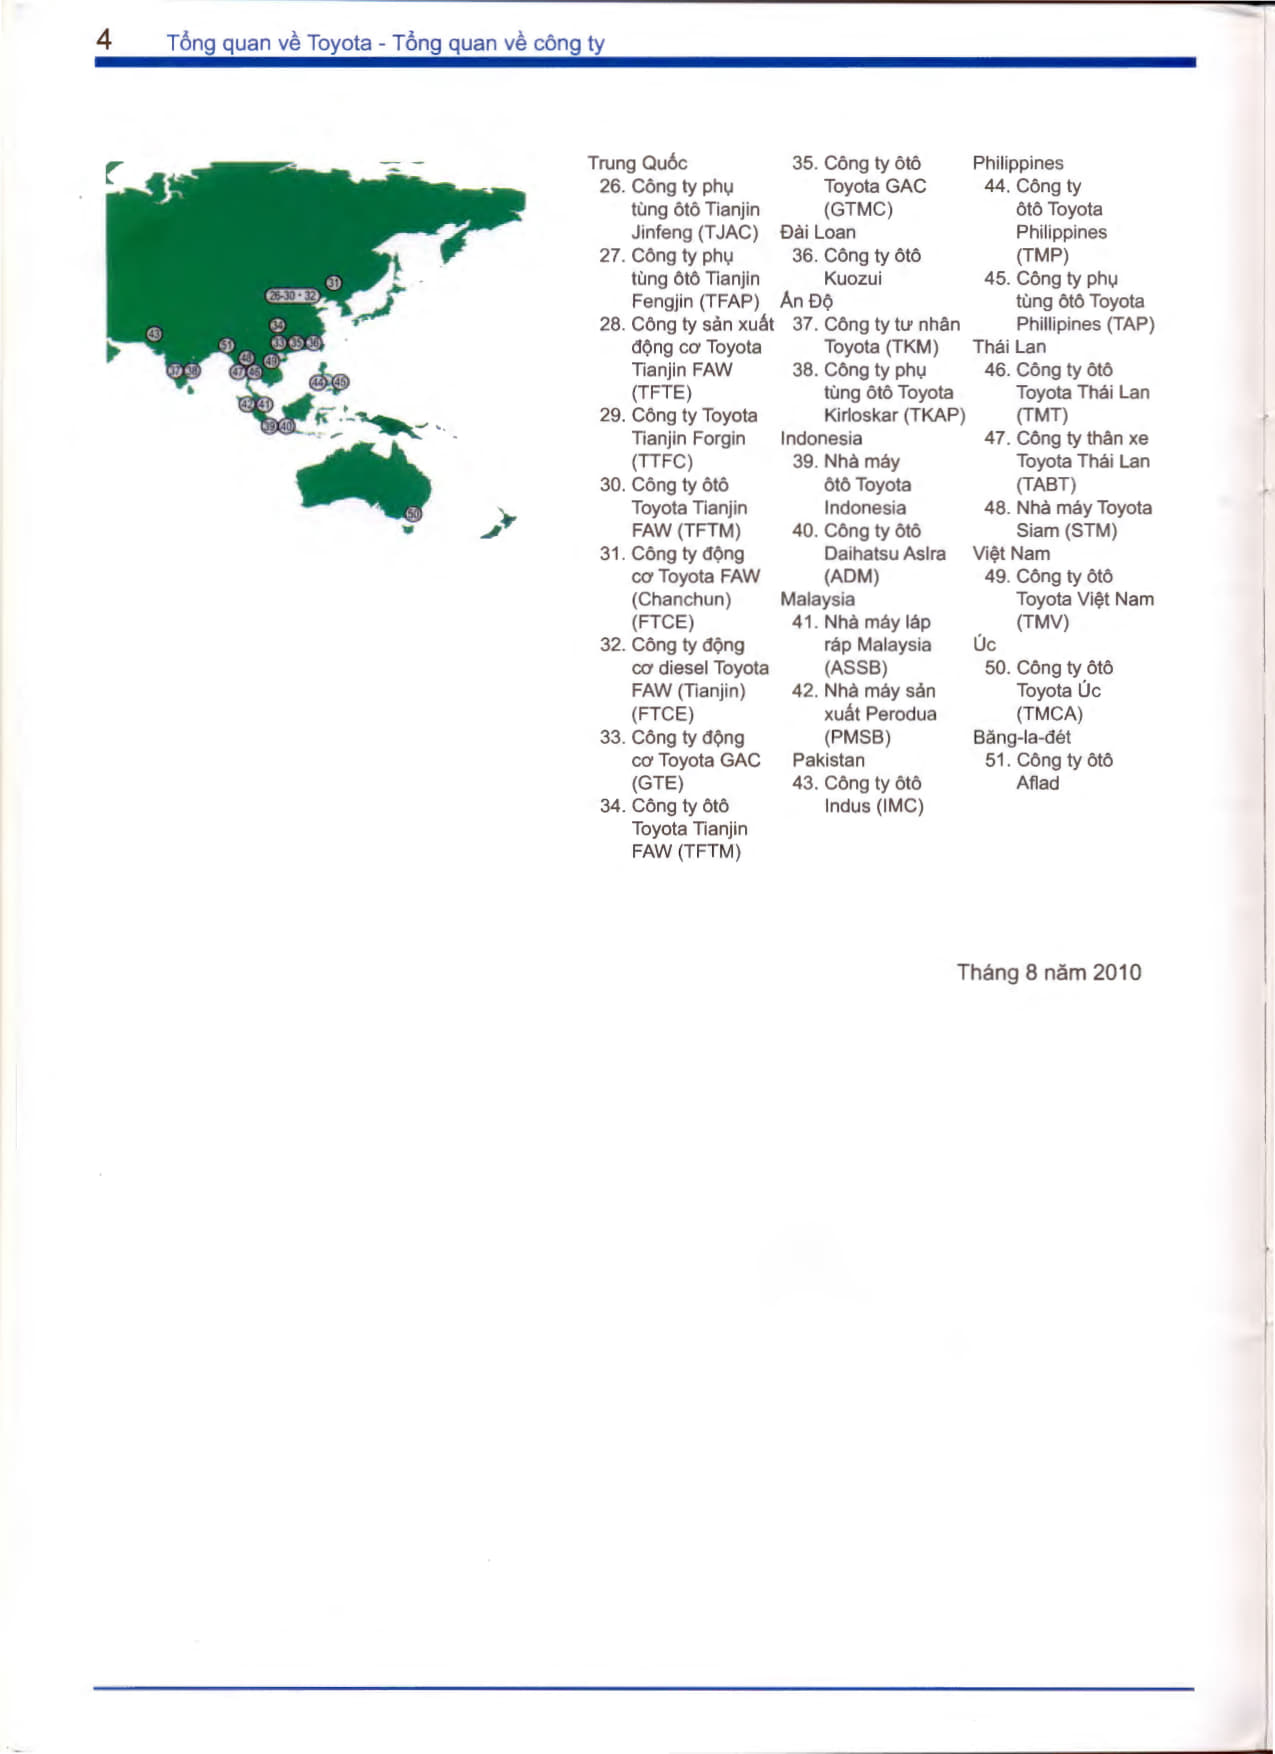 4 Tổng quan về Toyota - Tổng quan về công ty
31
26-30 • 32
34
43
51
33 35 36
48
49
37 38
47 46
44 45
42 41
39 40
50
Trung Quốc
26. Công ty phụ
tùng ôtô Tianjin
Jinfeng (TJAC)
27. Công ty phụ
tùng ôtô Tianjin
Fengjin (TFAP)
28. Công ty sản xuất
động cơ Toyota
Tianjin FAW
(TFTE)
29. Công ty Toyota
Tianjin Forgin
(TTFC)
30. Công ty ôtô
Toyota Tianjin
FAW (TFTM)
31. Công ty động
cơ Toyota FAW
(Chanchun)
(FTCE)
32. Công ty động
cơ diesel Toyota
FAW (Tianjin)
(FTCE)
33. Công ty động
cơ Toyota GAC
(GTE)
34. Công ty ôtô
Toyota Tianjin
FAW (TFTM)
35. Công ty ôtô
Toyota GAC
(GTMC)
Đài Loan
36. Công ty ôtô
Kuozui
Ấn Độ
37. Công ty tư nhân
Toyota (TKM)
38. Công ty phụ
tùng ôtô Toyota
Kirloskar (TKAP)
Indonesia
39. Nhà máy
ôtô Toyota
Indonesia
40. Công ty ôtô
Daihatsu Aslra
(ADM)
Malaysia
41. Nhà máy láp
ráp Malaysia
(ASSB)
42. Nhà máy sản
xuất Perodua
(PMSB)
Pakistan
43. Công ty ôtô
Indus (IMC)
Philippines
44. Công ty
ôtô Toyota
Philippines
(TMP)
45. Công ty phụ
tùng ôtô Toyota
Phillipines (TAP)
Thái Lan
46. Công ty ôtô
Toyota Thái Lan
(TMT)
47. Công ty thân xe
Toyota Thái Lan
(TABT)
48. Nhà máy Toyota
Siam (STM)
Việt Nam
49. Công ty ôtô
Toyota Việt Nam
(TMV)
Úc
50. Công ty ôtô
Toyota Úc
(TMCA)
Băng-la-đét
51. Công ty ôtô
Aflad
Tháng 8 năm 2010